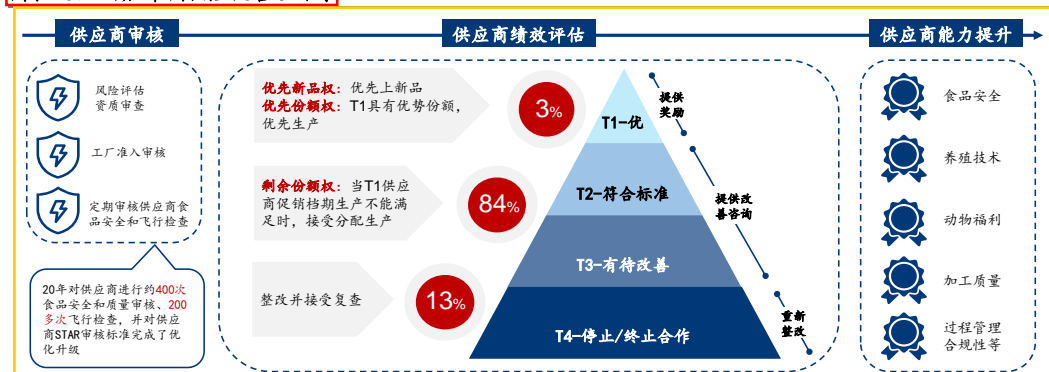 供应商审核
供应商绩效评估
供应商能力提升
风险评估
资质审查
工厂准入审核
定期审核供应商食
品安全和飞行检查
20年对供应商进行约400次
食品安全和质量审核、200
多次飞行检查，并对供应
商STAR审核标准完成了优
化升级
优先新品权：优先上新品
优先份额权：T1具有优势份额，
优先生产
3%
剩余份额权：当T1供应
商促销档期生产不能满
足时，接受分配生产
84%
整改并接受复查
13%
T1-优
T2-符合标准
T3-有待改善
T4-停止/终止合作
提供
奖励
提供改
善咨询
重新
整改
食品安全
养殖技术
动物福利
加工质量
过程管理
合规性等